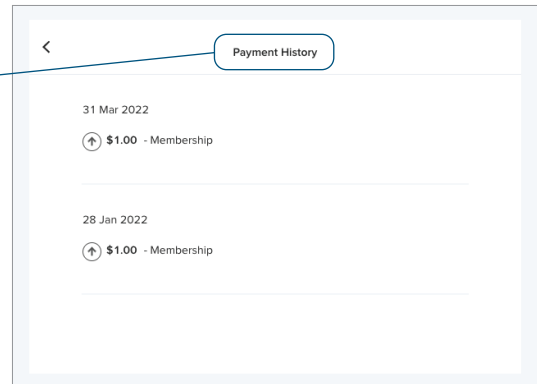 Payment History
31 Mar 2022
$1.00 - Membership
28 Jan 2022
$1.00 - Membership